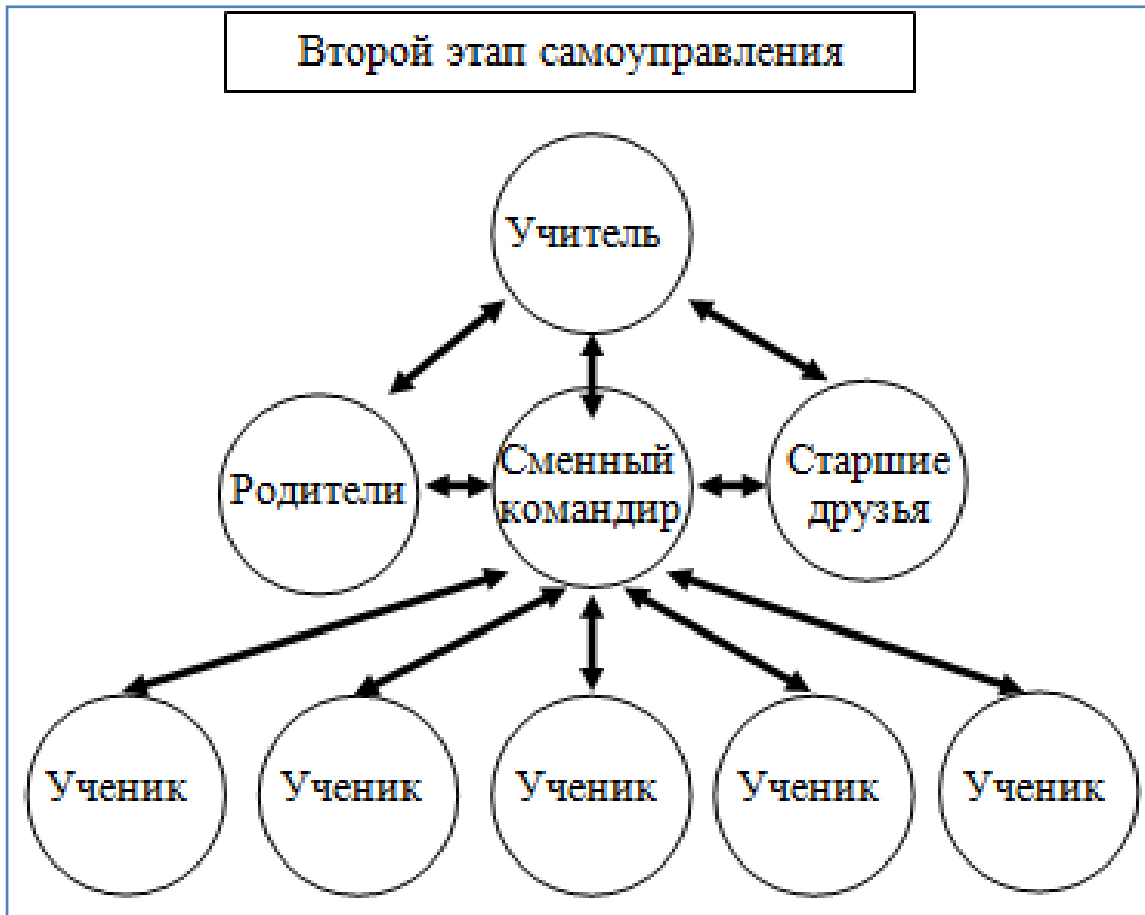 Второй этап самоуправления
Учитель
Родители
Сменный
командир
Старшие
друзья
Ученик
Ученик
Ученик
Ученик
Ученик